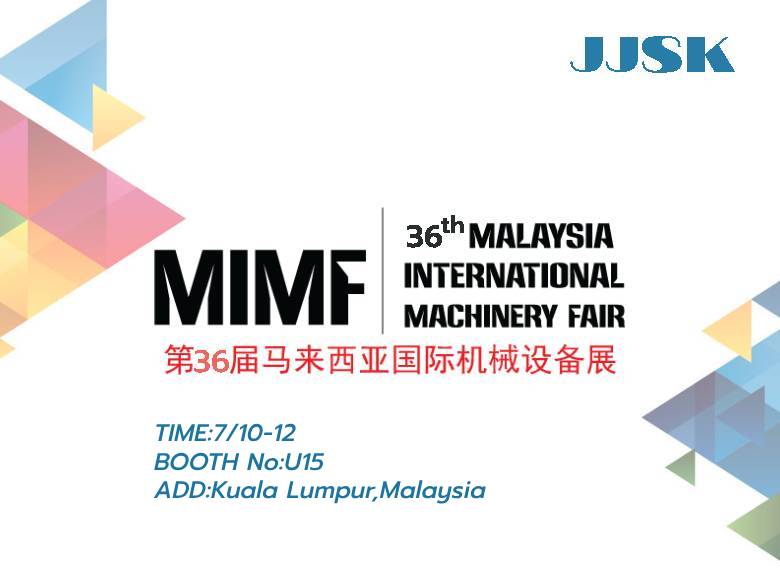 JJSK
MIMF
36th MALAYSIA
INTERNATIONAL
MACHINERY FAIR
第36届马来西亚国际机械设备展
TIME:7/10-12
BOOTH No:U15
ADD:Kuala Lumpur,Malaysia